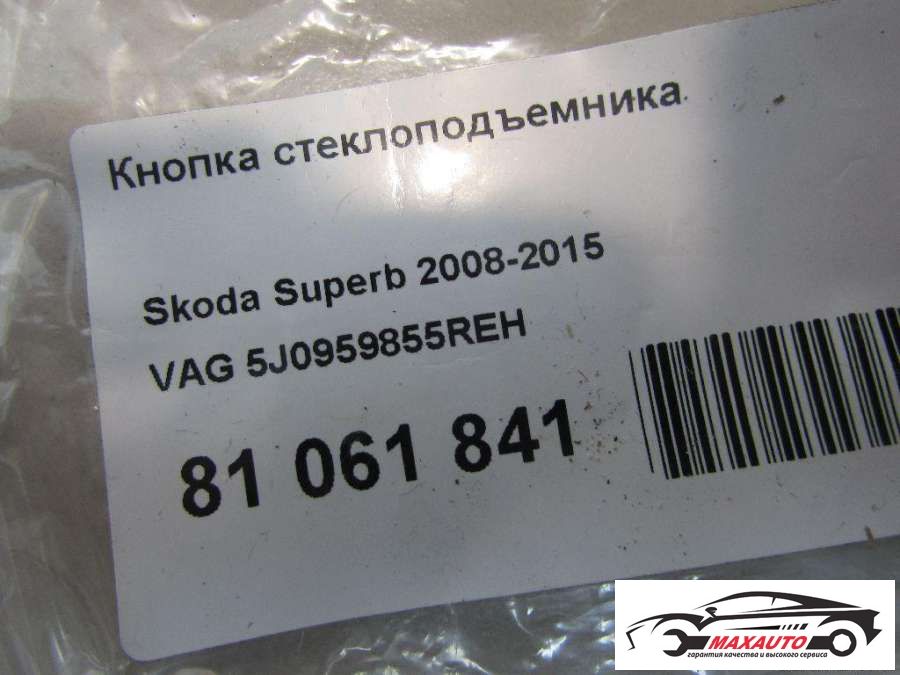 Кнопка стеклоподъемника
Skoda Superb 2008-2015
VAG 5J0959855REH
81 061 841
MAXAUTO
гарантия качества и высокого сервиса